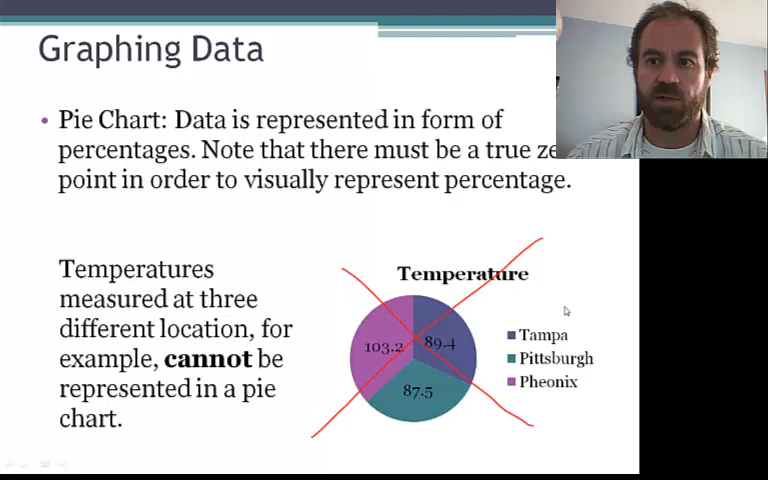 Graphing Data
• Pie Chart: Data is represented in form of
percentages. Note that there must be a true ze
point in order to visually represent percentage.
Temperatures
measured at three
different location, for
example, cannot be
represented in a pie
chart.
Temperature
103.2
89.4
87.5
Tampa
Pittsburgh
Pheonix